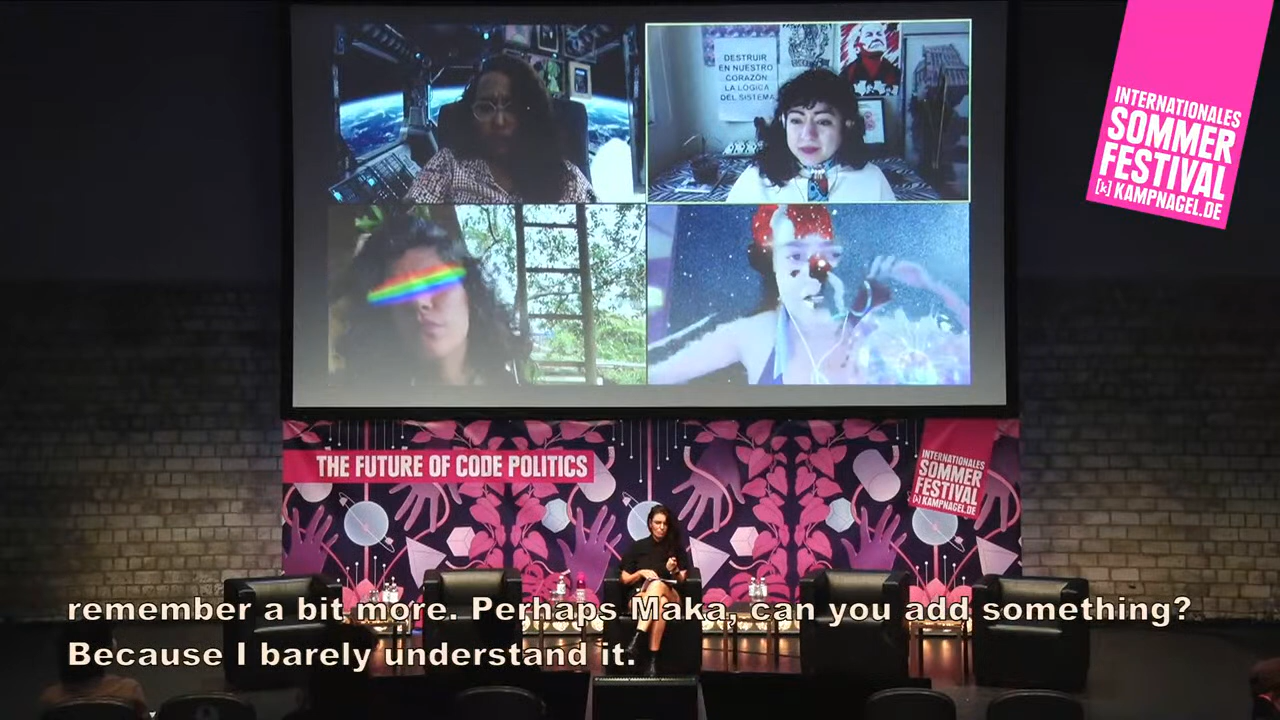 DESTRUIR
EN NUESTRO
CORAZÓN
LA LÓGICA
DEL SISTEMA
INTERNATIONALES
SOMMER
FESTIVAL
[k] KAMPNAGEL.DE
THE FUTURE OF CODE POLITICS
INTERNATIONALES
SOMMER
FESTIVAL
[k] KAMPNAGEL.DE
remember a bit more. Perhaps Maka, can you add something?
Because I barely understand it.